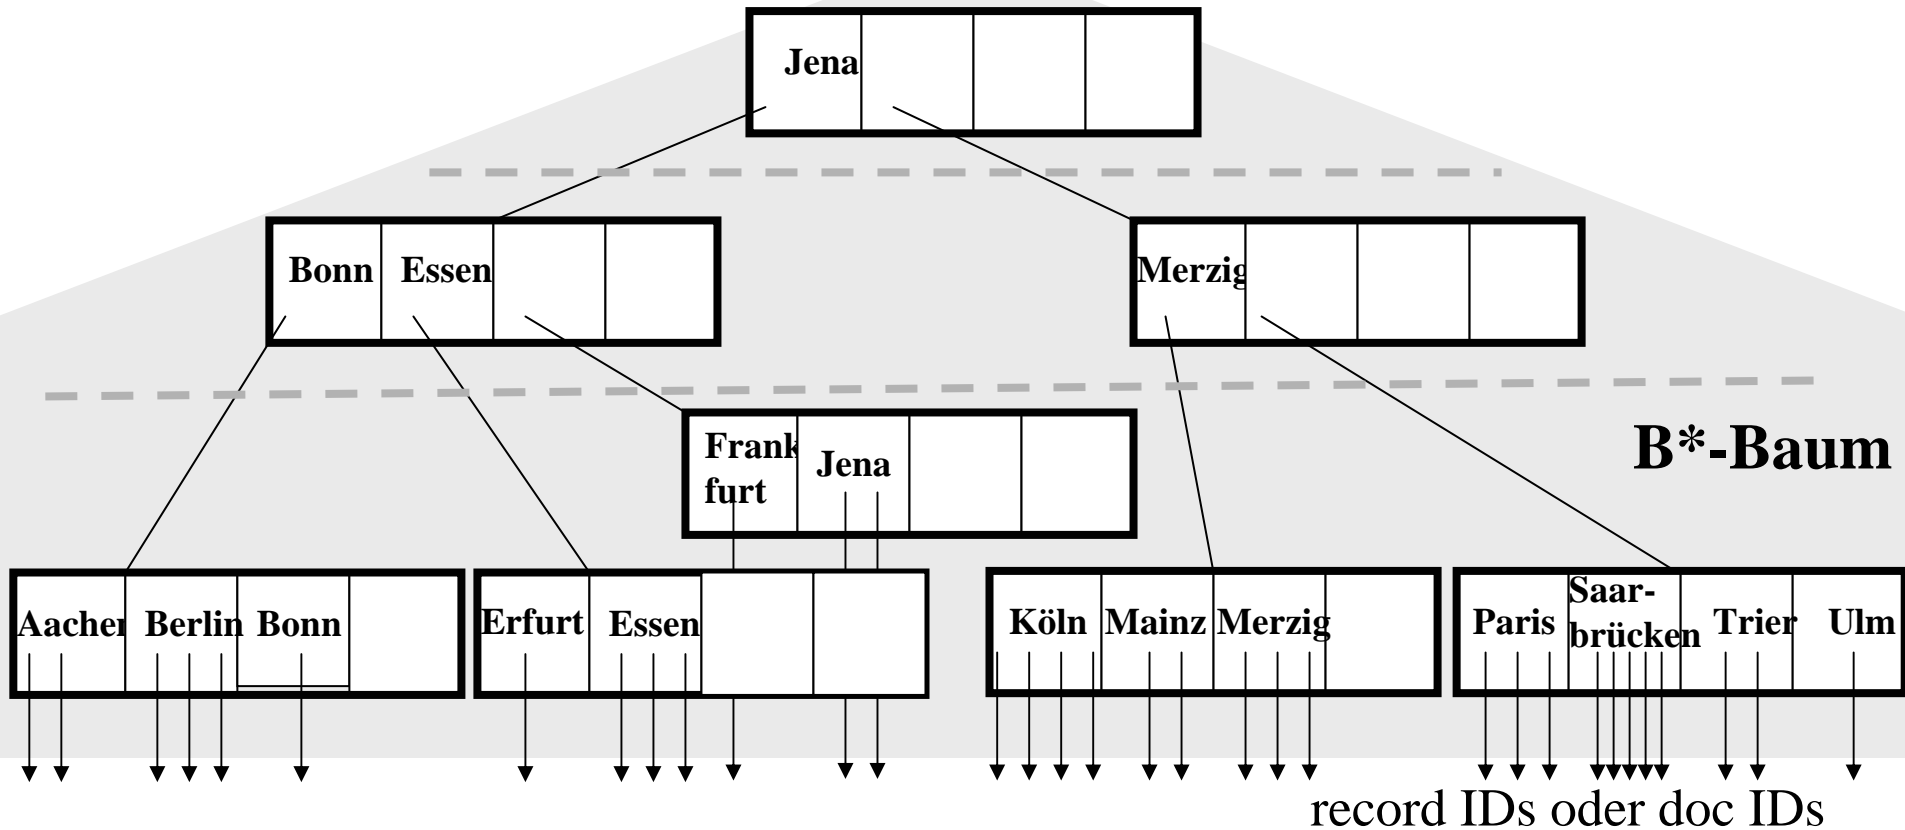 Jena
Bonn Essen
Merzig
Frank
furt
Jena
B*-Baum
Aachen Berlin Bonn
Erfurt Essen
Köln Mainz Merzig
Paris
Saar-
brücken
Trier Ulm
record IDs oder doc IDs